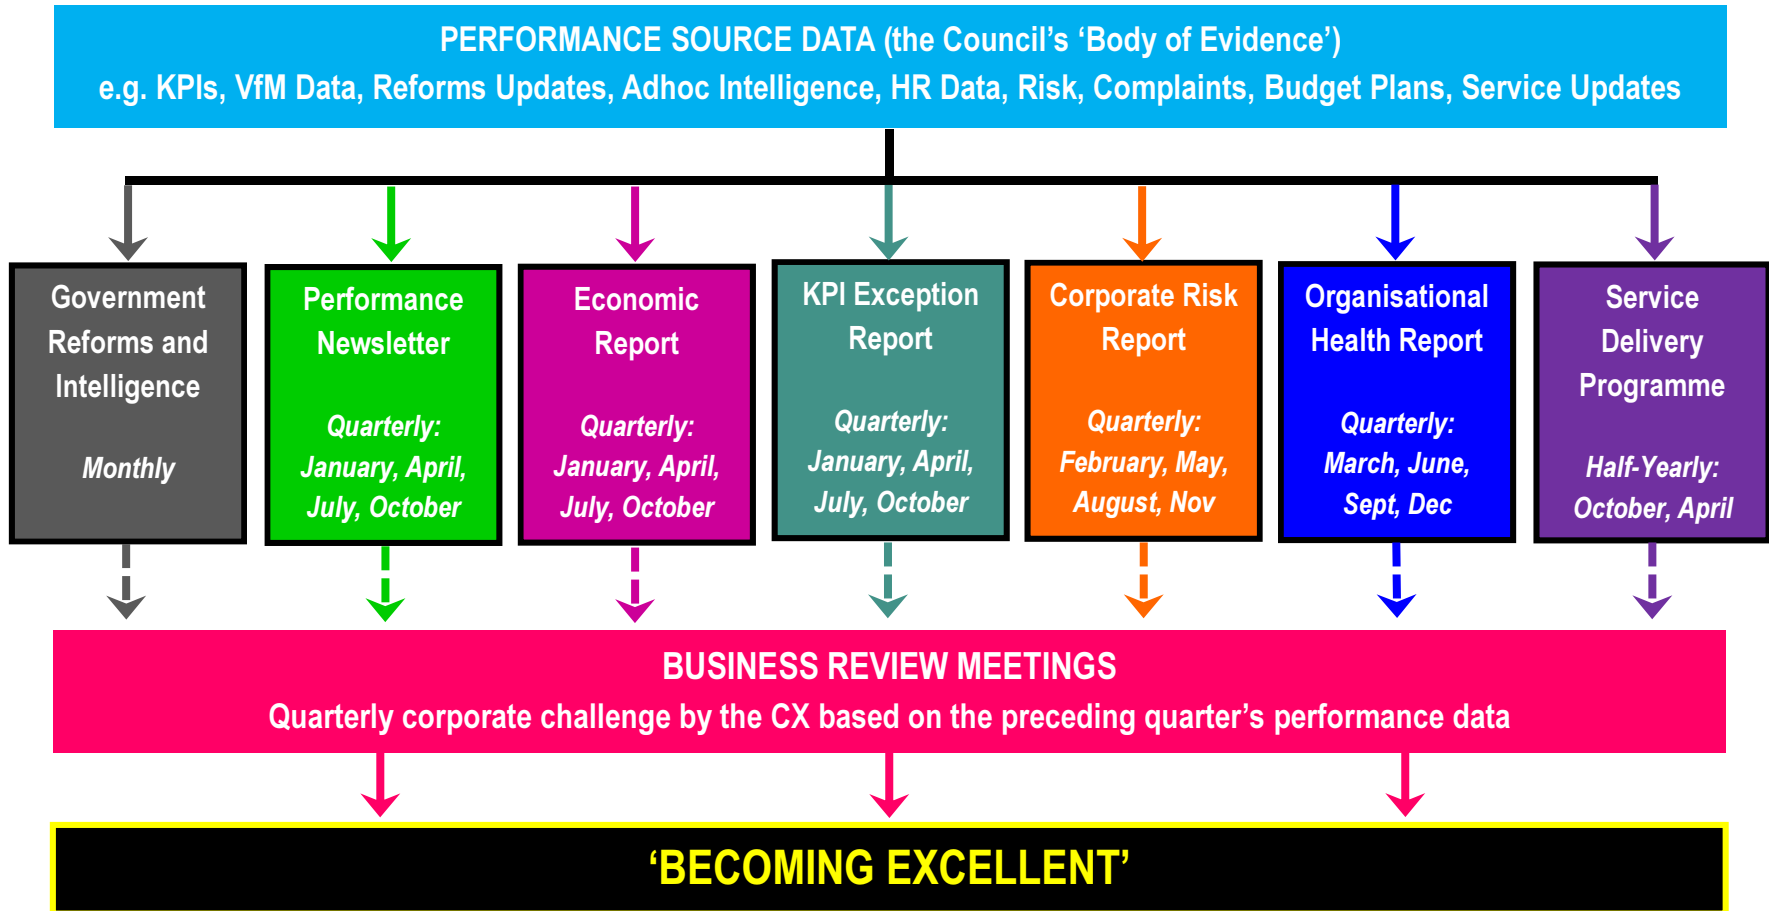 PERFORMANCE SOURCE DATA (the Council’s ‘Body of Evidence’)
e.g. KPIs, VfM Data, Reforms Updates, Adhoc Intelligence, HR Data, Risk, Complaints, Budget Plans, Service Updates
Government
Reforms and
Intelligence
Monthly
Performance
Newsletter
Quarterly:
January, April,
July, October
Economic
Report
Quarterly:
January, April,
July, October
KPI Exception
Report
Quarterly:
January, April,
July, October
Corporate Risk
Report
Quarterly:
February, May,
August, Nov
Organisational
Health Report
Quarterly:
March, June,
Sept, Dec
Service
Delivery
Programme
Half-Yearly:
October, April
BUSINESS REVIEW MEETINGS
Quarterly corporate challenge by the CX based on the preceding quarter’s performance data
‘BECOMING EXCELLENT’